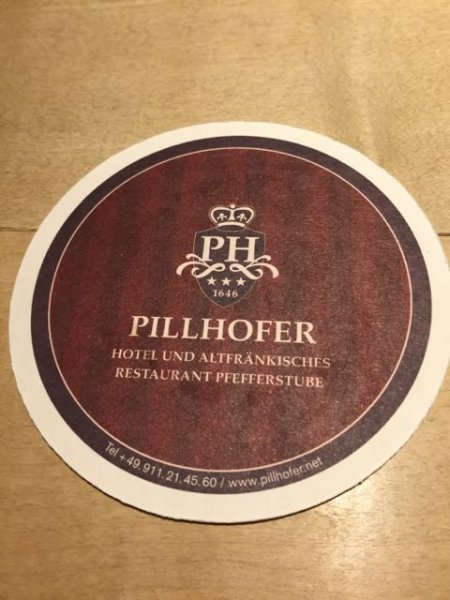 PH
★★★
1646
PILLHOFER
HOTEL UND ALTFRÄNKISCHES
RESTAURANT PFEFFERSTUBE
Tel +49.911.21.45.60 / www.pillhofer.net